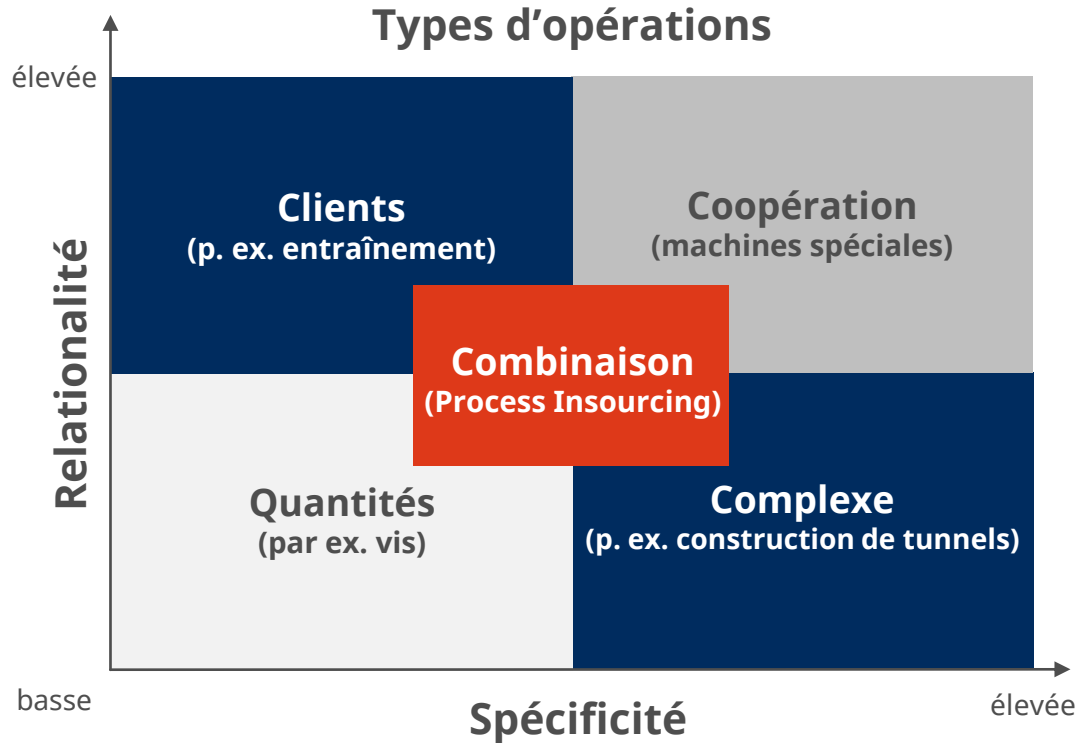 Types d’opérations
élevée
Clients
(p. ex. entraînement)
Coopération
(machines spéciales)
Relationalité
Combinaison
(Process Insourcing)
Quantités
(par ex. vis)
Complexe
(p. ex. construction de tunnels)
basse
Spécificité
élevée